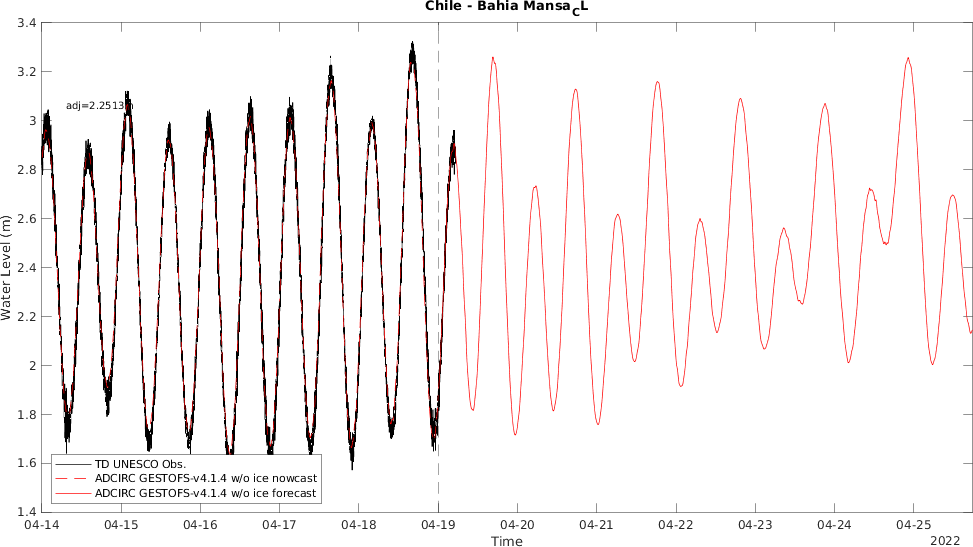 Chile - Bahia Mansa_CL
3.4
3.2
3
2.8
2.6
2.4
2.2
2
1.8
1.6
1.4
Water Level (m)
adj=2.2513
TD UNESCO Obs.
ADCIRC GESTOFS-v4.1.4 w/o ice nowcast
ADCIRC GESTOFS-v4.1.4 w/o ice forecast
04-14 04-15 04-16 04-17 04-18 04-19 04-20 04-21 04-22 04-23 04-24 04-25
Time
2022